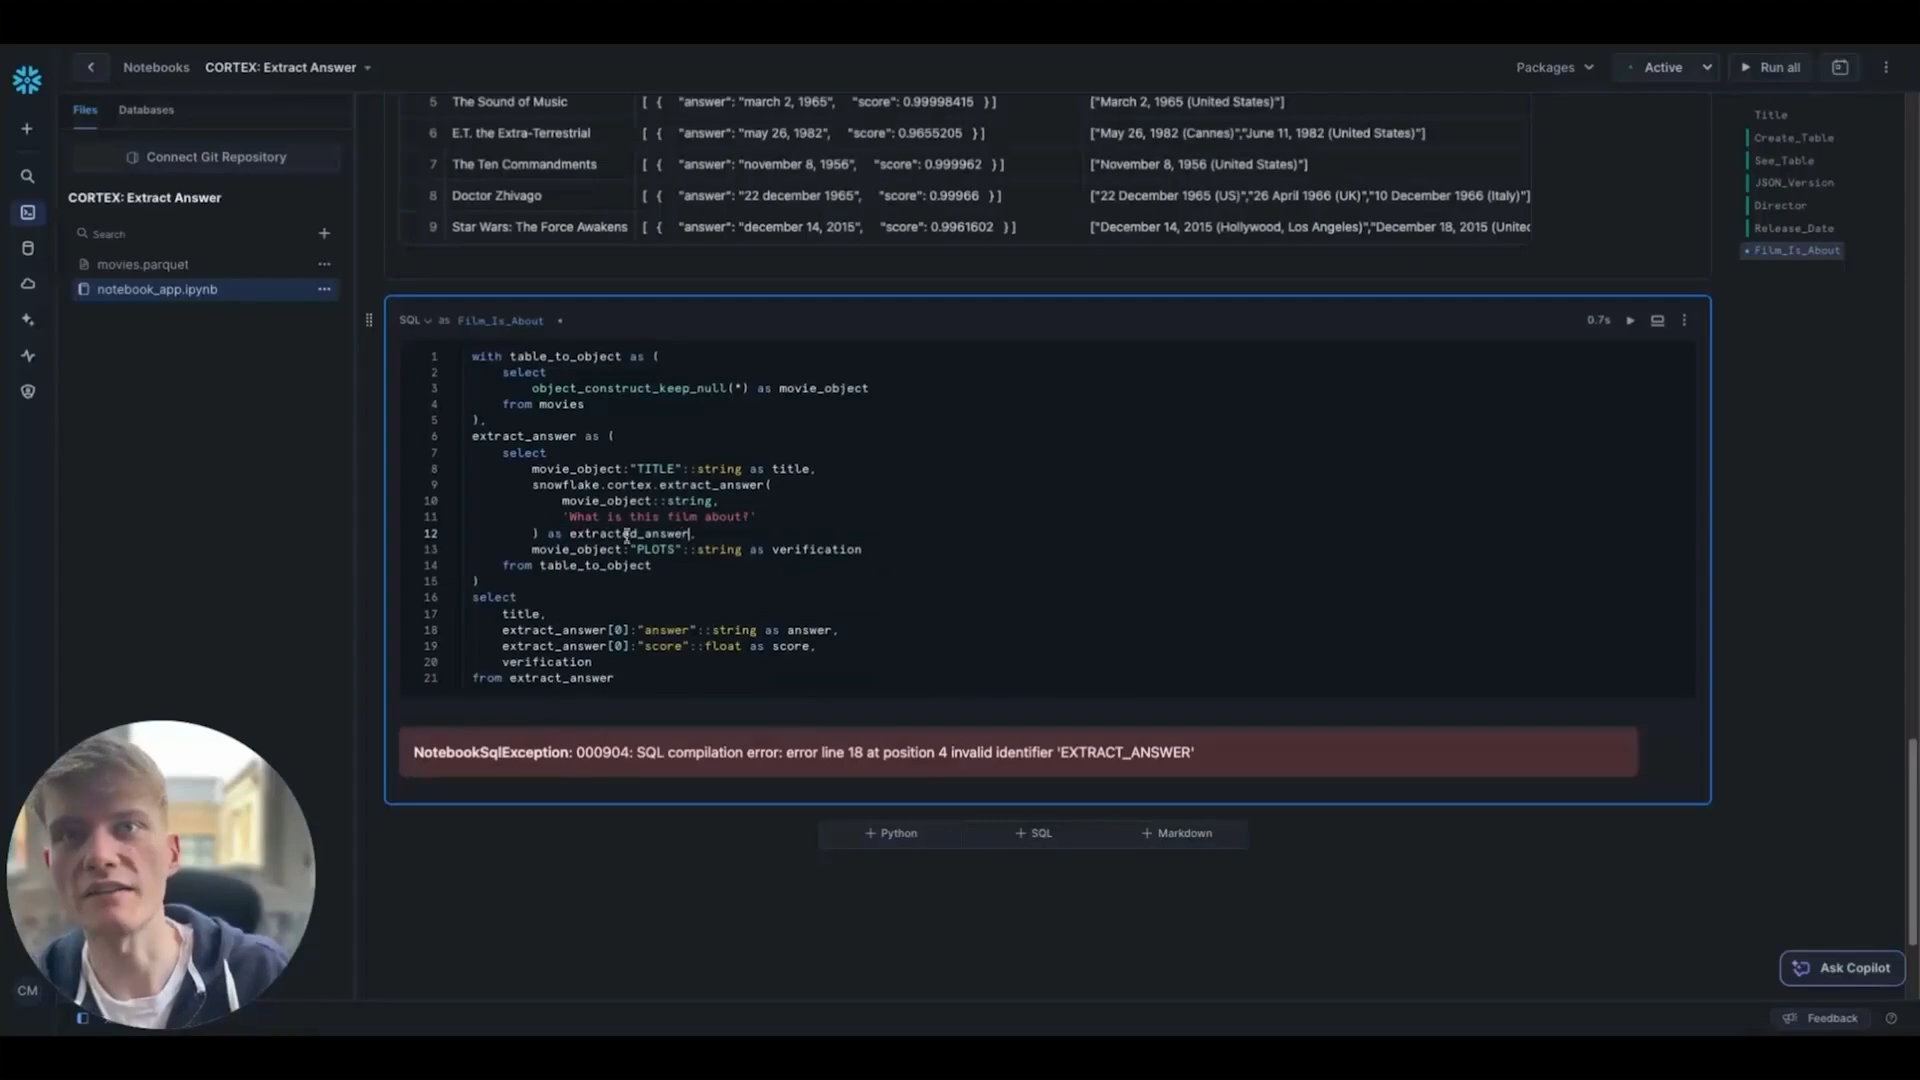 Notebooks
CORTEX: Extract Answer
Packages
Active
Run all
Files
Databases
Connect Git Repository
CORTEX: Extract Answer
Search
movies.parquet
notebook_app.ipynb
5 The Sound of Music [ { "answer": "march 2, 1965", "score": 0.99998415 } ] ["March 2, 1965 (United States)"]
6 E.T. the Extra-Terrestrial [ { "answer": "may 26, 1982", "score": 0.9655205 } ] ["May 26, 1982 (Cannes)","June 11, 1982 (United States)"]
7 The Ten Commandments [ { "answer": "november 8, 1956", "score": 0.999962 } ] ["November 8, 1956 (United States)"]
8 Doctor Zhivago [ { "answer": "22 december 1965", "score": 0.99966 } ] ["22 December 1965 (US)","26 April 1966 (UK)","10 December 1966 (Italy)"]
9 Star Wars: The Force Awakens [ { "answer": "december 14, 2015", "score": 0.9961602 } ] ["December 14, 2015 (Hollywood, Los Angeles)","December 18, 2015 (United
Title
Create_Table
See_Table
JSON_Version
Director
Release_Date
Film_Is_About
SQL as Film_Is_About
0.7s
1 with table_to_object as (
2 select
3 object_construct_keep_null(*) as movie_object
4 from movies
5 ),
6 extract_answer as (
7 select
8 movie_object:"TITLE"::string as title,
9 snowflake.cortex.extract_answer(
10 movie_object::string,
11 'What is this film about?'
12 ) as extracted_answer,
13 movie_object:"PLOTS"::string as verification
14 from table_to_object
15 )
16 select
17 title,
18 extract_answer[0]:"answer"::string as answer,
19 extract_answer[0]:"score"::float as score,
20 verification
21 from extract_answer
NotebookSqlException: 000904: SQL compilation error: error line 18 at position 4 invalid identifier 'EXTRACT_ANSWER'
+ Python
+ SQL
+ Markdown
CM
Ask Copilot
Feedback